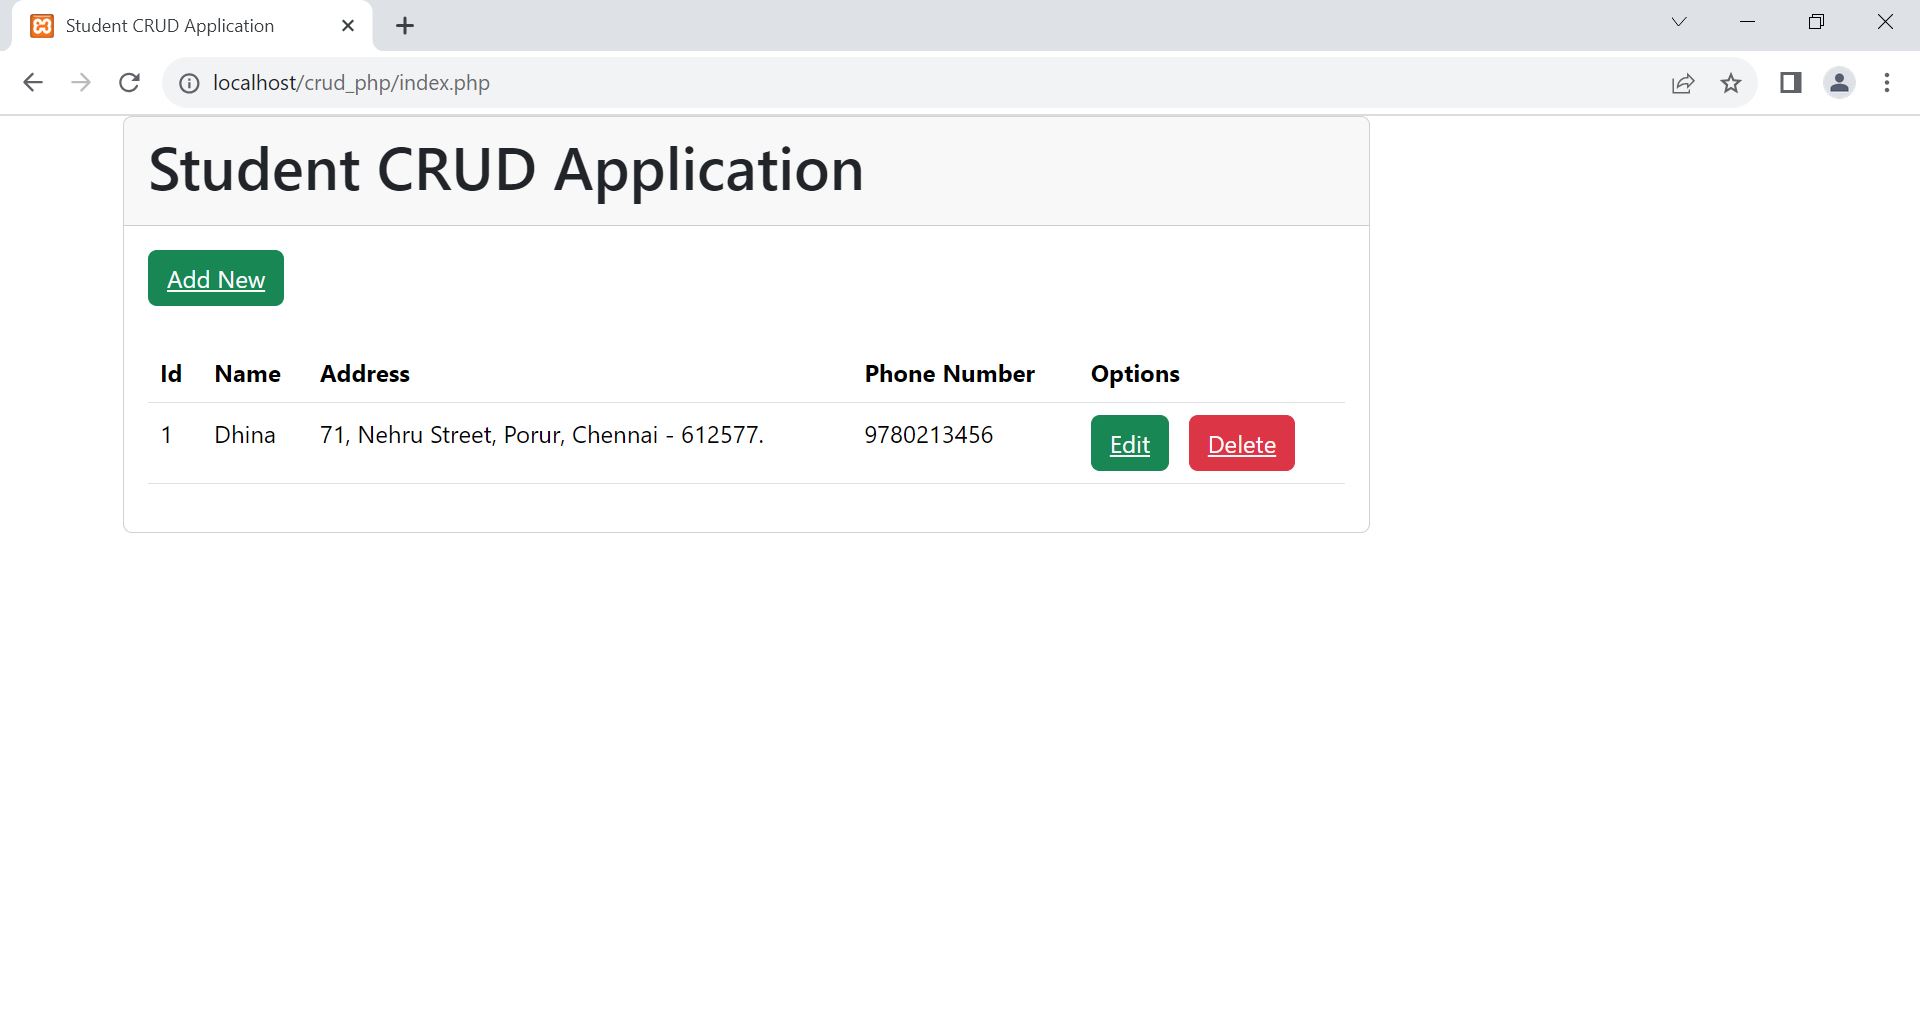 Student CRUD Application
localhost/crud_php/index.php
Student CRUD Application
Add New
Id Name Address Phone Number Options
1 Dhina 71, Nehru Street, Porur, Chennai - 612577. 9780213456 Edit Delete